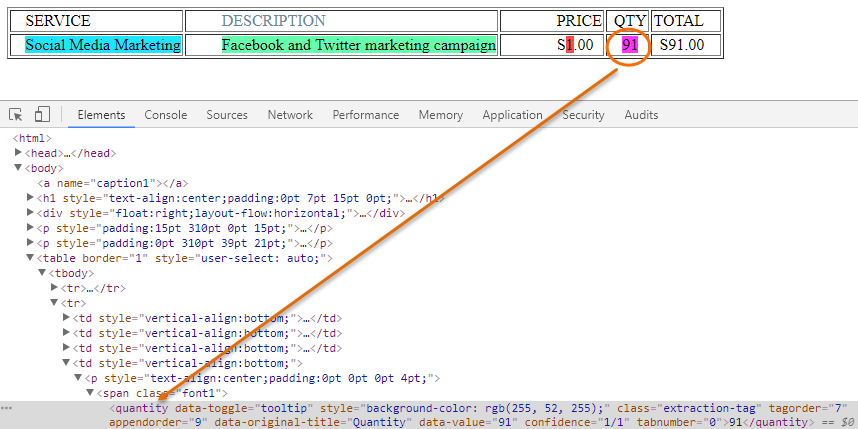 SERVICE DESCRIPTION PRICE QTY TOTAL
Social Media Marketing Facebook and Twitter marketing campaign S1.00 91 S91.00
Elements Console Sources Network Performance Memory Application Security Audits
<html>
<head>…</head>
<body>
<a name="caption1"></a>
<h1 style="text-align:center;padding:0pt 7pt 15pt 0pt;">…</h1>
<div style="float:right;layout-flow:horizontal;">…</div>
<p style="padding:15pt 310pt 0pt 15pt;">…</p>
<p style="padding:0pt 310pt 39pt 21pt;">…</p>
<table border="1" style="user-select: auto;">
<tbody>
<tr>…</tr>
<tr>
<td style="vertical-align:bottom;">…</td>
<td style="vertical-align:bottom;">…</td>
<td style="vertical-align:bottom;">…</td>
<td style="vertical-align:bottom;">
<p style="text-align:center;padding:0pt 0pt 0pt 4pt;">
<span class="font1">
<quantity data-toggle="tooltip" style="background-color: rgb(255, 52, 255);" class="extraction-tag" tagorder="7"
appendorder="9" data-original-title="Quantity" data-value="91" confidence="1/1" tabnumber="0">91</quantity> == $0